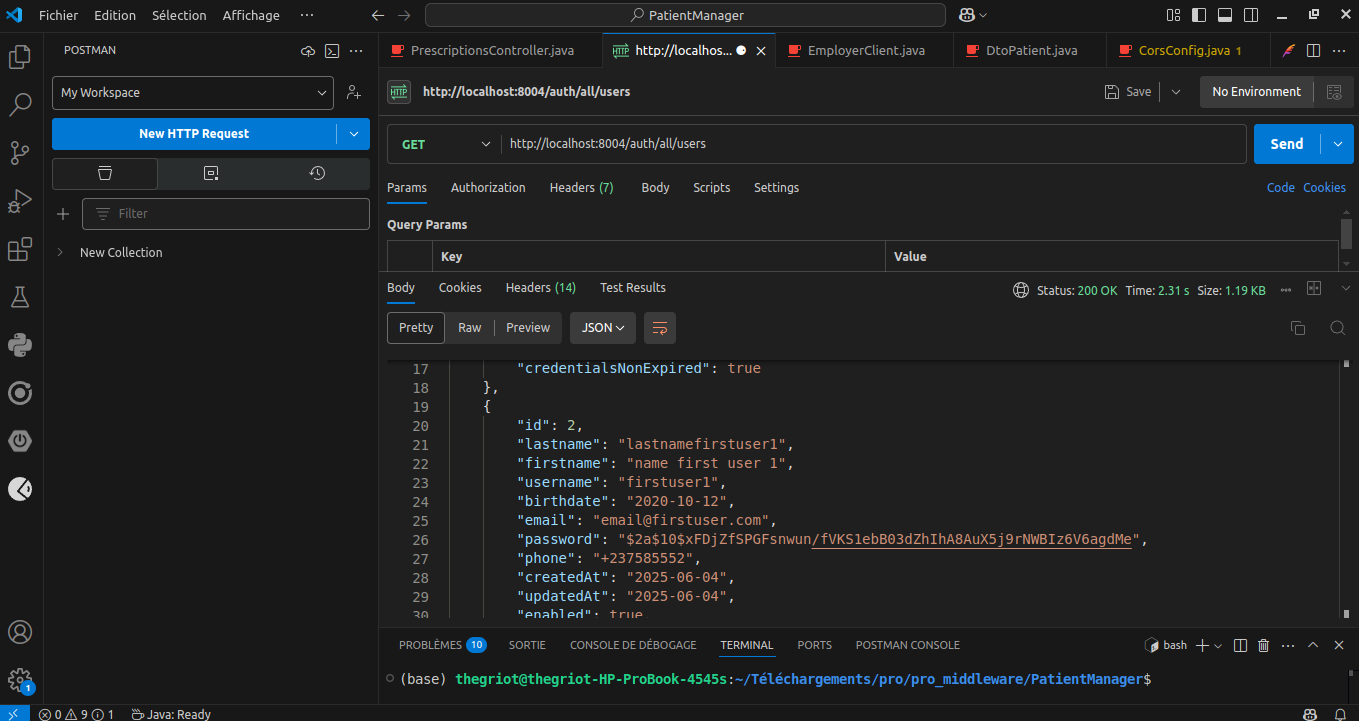 Fichier Edition Sélection Affichage ··· PatientManager
POSTMAN
PrescriptionsController.java
http://localhos...
EmployerClient.java
DtoPatient.java
CorsConfig.java 1
My Workspace
New HTTP Request
Filter
New Collection
HTTP http://localhost:8004/auth/all/users
Save
No Environment
GET http://localhost:8004/auth/all/users
Send
Params Authorization Headers (7) Body Scripts Settings
Code Cookies
Query Params
Key Value
Body Cookies Headers (14) Test Results
Status: 200 OK Time: 2.31 s Size: 1.19 KB
Pretty Raw Preview JSON
17 "credentialsNonExpired": true
18 },
19 {
20 "id": 2,
21 "lastname": "lastnamefirstuser1",
22 "firstname": "name first user 1",
23 "username": "firstuser1",
24 "birthdate": "2020-10-12",
25 "email": "email@firstuser.com",
26 "password": "$2a$10$xFDjZfSPGFsnwun/fVKS1ebB03dZhIhA8AuX5j9rNWBIz6V6agdMe",
27 "phone": "+237585552",
28 "createdAt": "2025-06-04",
29 "updatedAt": "2025-06-04",
30 "enabled": true
PROBLÈMES 10 SORTIE CONSOLE DE DÉBOGAGE TERMINAL PORTS POSTMAN CONSOLE
bash
(base) thegriot@thegriot-HP-ProBook-4545s:~/Téléchargements/pro/pro_middleware/PatientManager$
1
0 9 1 Java: Ready